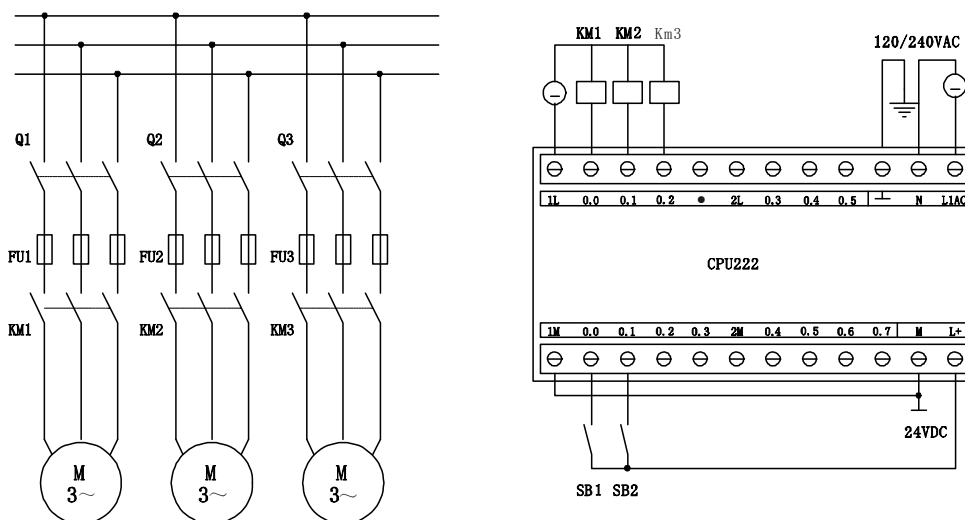 KM1 KM2 Km3
120/240VAC
Q1 Q2 Q3
1L 0.0 0.1 0.2 2L 0.3 0.4 0.5 N L1AC
FU1 FU2 FU3
CPU222
KM1 KM2 KM3
1M 0.0 0.1 0.2 0.3 2M 0.4 0.5 0.6 0.7 M L+
24VDC
M M M
3~ 3~ 3~
SB1 SB2